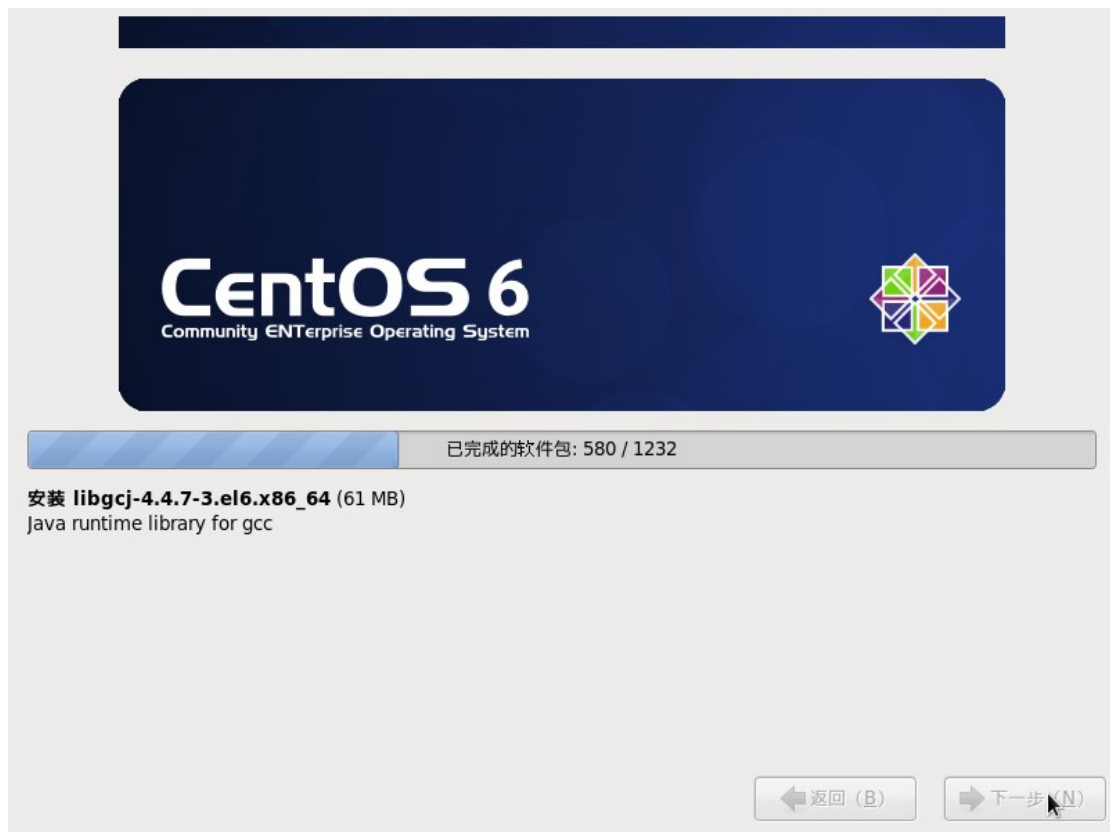 CentOS 6
Community ENTerprise Operating System
已完成的软件包: 580 / 1232
安装 libgcj-4.4.7-3.el6.x86_64 (61 MB)
Java runtime library for gcc
返回（B）
下一步（N）